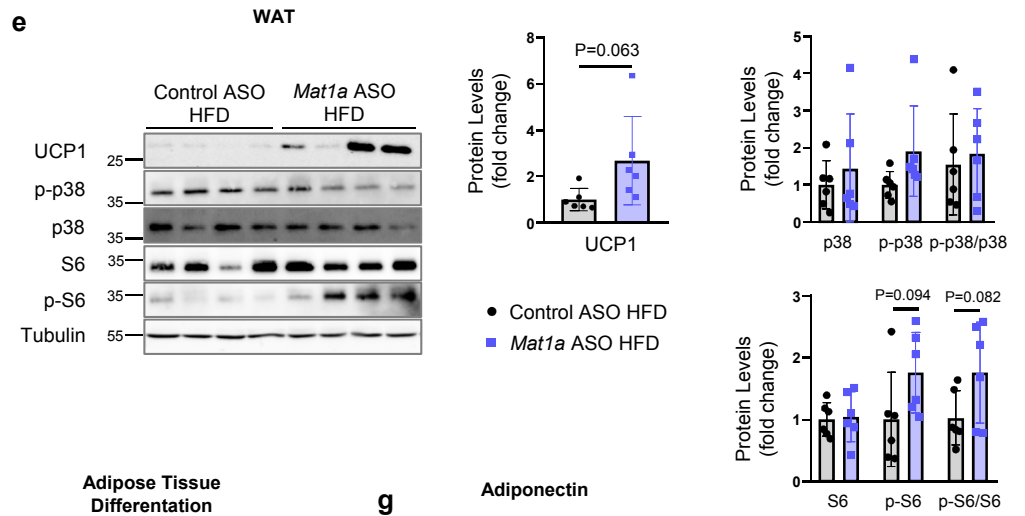 e
WAT
Control ASO
HFD
Mat1a ASO
HFD
UCP1
25
p-p38
35
p38
35
S6
35
p-S6
35
Tubulin
55
Protein Levels
(fold change)
8
6
4
2
0
P=0.063
UCP1
Control ASO HFD
Mat1a ASO HFD
Protein Levels
(fold change)
5
4
3
2
1
0
p38
p-p38
p-p38/p38
Protein Levels
(fold change)
3
2
1
0
P=0.094
P=0.082
S6
p-S6
p-S6/S6
Adipose Tissue
Differentation
g
Adiponectin